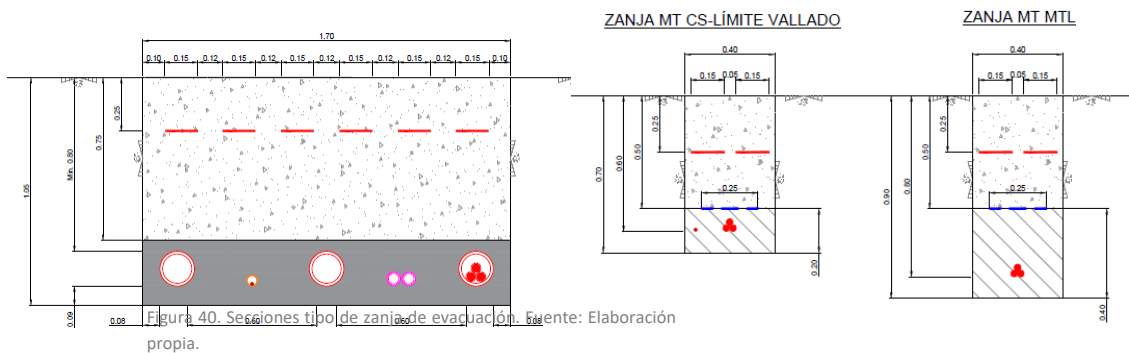 ZANJA MT CS-LÍMITE VALLADO
ZANJA MT MTL
1.70
0.10 0.15 0.12 0.15 0.12 0.15 0.12 0.15 0.12 0.15 0.12 0.15 0.10
0.25
0.75
Min. 0.80
1.05
0.09
0.08 0.60 0.60 0.08
0.40
0.15 0.05 0.15
0.25
0.50
0.60
0.70
0.25
0.20
0.40
0.15 0.05 0.15
0.25
0.50
0.80
0.90
0.25
0.40
Figura 40. Secciones tipo de zanja de evacuación. Fuente: Elaboración
propia.